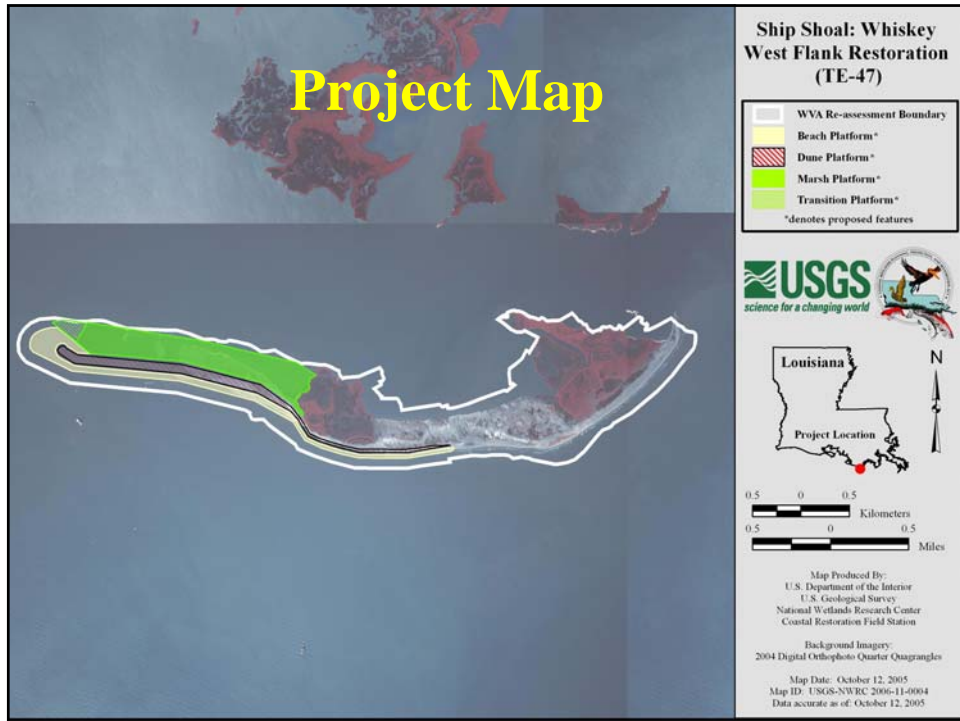 Project Map
Ship Shoal: Whiskey
West Flank Restoration
(TE-47)
WVA Re-assessment Boundary
Beach Platform*
Dune Platform*
Marsh Platform*
Transition Platform*
*denotes proposed features
USGS
science for a changing world
Louisiana
N
Project Location
0.5 0 0.5
Kilometers
0.5 0 0.5
Miles
Map Produced By:
U.S. Department of the Interior
U.S. Geological Survey
National Wetlands Research Center
Coastal Restoration Field Station
Background Imagery:
2004 Digital Orthophoto Quarter Quagrangles
Map Date: October 12, 2005
Map ID: USGS-NWRC 2006-11-0004
Data accurate as of: October 12, 2005